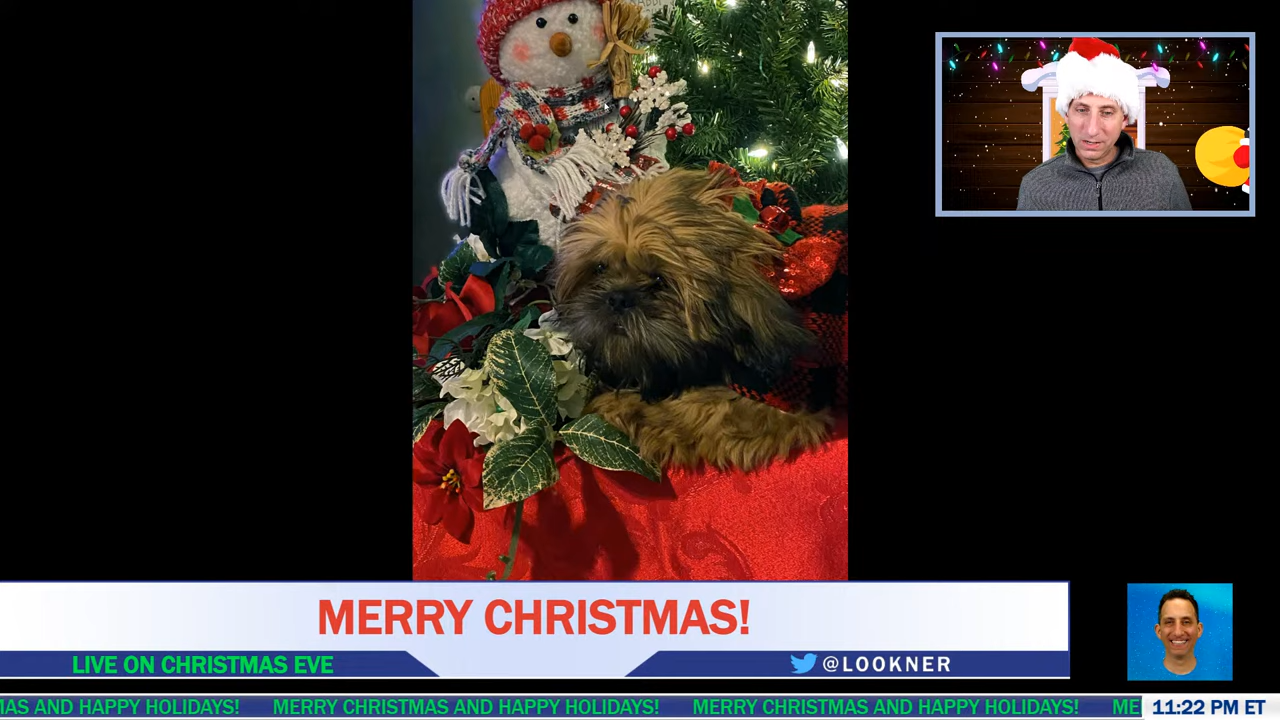 MERRY CHRISTMAS!
LIVE ON CHRISTMAS EVE
@LOOKNER
MAS AND HAPPY HOLIDAYS! MERRY CHRISTMAS AND HAPPY HOLIDAYS! MERRY CHRISTMAS AND HAPPY HOLIDAYS! ME
11:22 PM ET